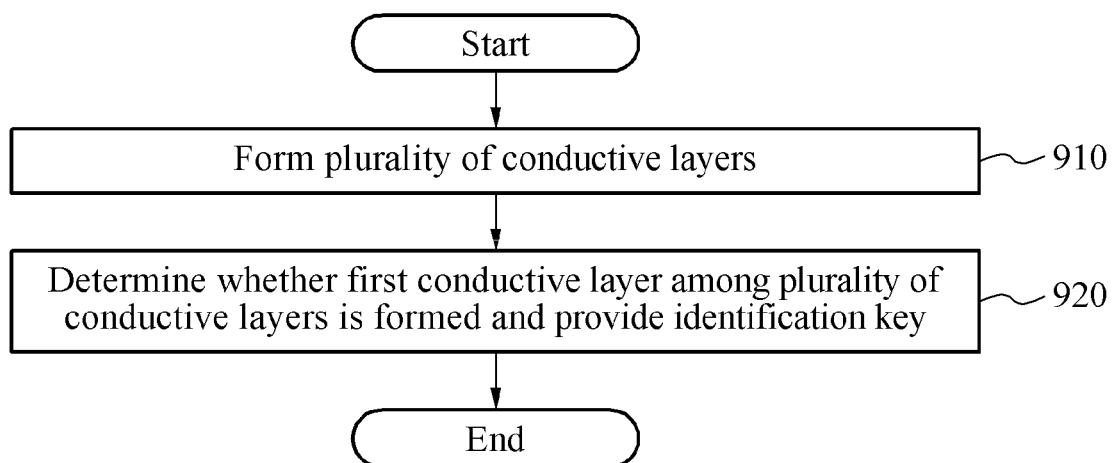 Start
Form plurality of conductive layers
910
Determine whether first conductive layer among plurality of
conductive layers is formed and provide identification key
920
End